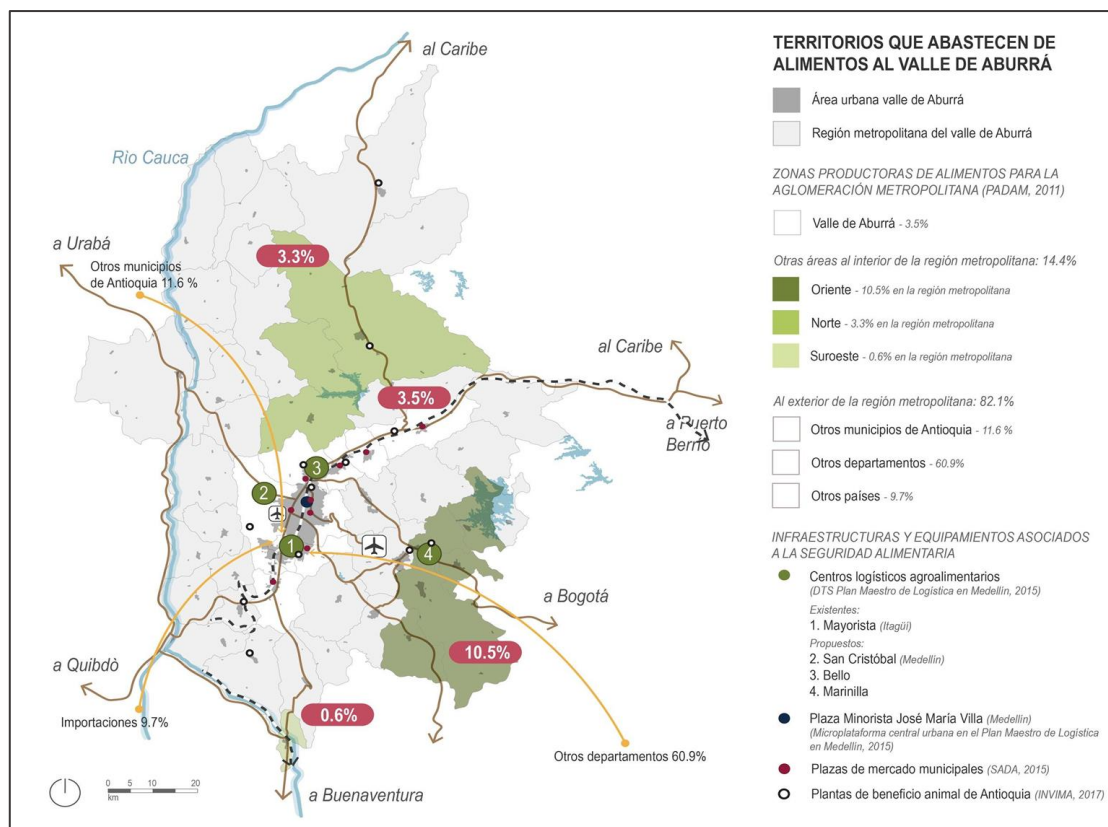 al Caribe
Rìo Cauca
a Urabá
Otros municipios
de Antioquia 11.6 %
3.3%
al Caribe
3.5%
a Puerto
Berrío
3
2
1
4
a Bogotá
10.5%
a Quibdò
Importaciones 9.7%
0.6%
Otros departamentos 60.9%
0 5 10 20
km
a Buenaventura
TERRITORIOS QUE ABASTECEN DE
ALIMENTOS AL VALLE DE ABURRÁ
Área urbana valle de Aburrá
Región metropolitana del valle de Aburrá
ZONAS PRODUCTORAS DE ALIMENTOS PARA LA
AGLOMERACIÓN METROPOLITANA (PADAM, 2011)
Valle de Aburrá - 3.5%
Otras áreas al interior de la región metropolitana: 14.4%
Oriente - 10.5% en la región metropolitana
Norte - 3.3% en la región metropolitana
Suroeste - 0.6% en la región metropolitana
Al exterior de la región metropolitana: 82.1%
Otros municipios de Antioquia - 11.6 %
Otros departamentos - 60.9%
Otros países - 9.7%
INFRAESTRUCTURAS Y EQUIPAMIENTOS ASOCIADOS
A LA SEGURIDAD ALIMENTARIA
Centros logísticos agroalimentarios
(DTS Plan Maestro de Logística en Medellín, 2015)
Existentes:
1. Mayorista (Itagüi)
Propuestos:
2. San Cristóbal (Medellín)
3. Bello
4. Marinilla
Plaza Minorista José María Villa (Medellín)
(Microplataforma central urbana en el Plan Maestro de Logística
en Medellín, 2015)
Plazas de mercado municipales (SADA, 2015)
Plantas de beneficio animal de Antioquia (INVIMA, 2017)